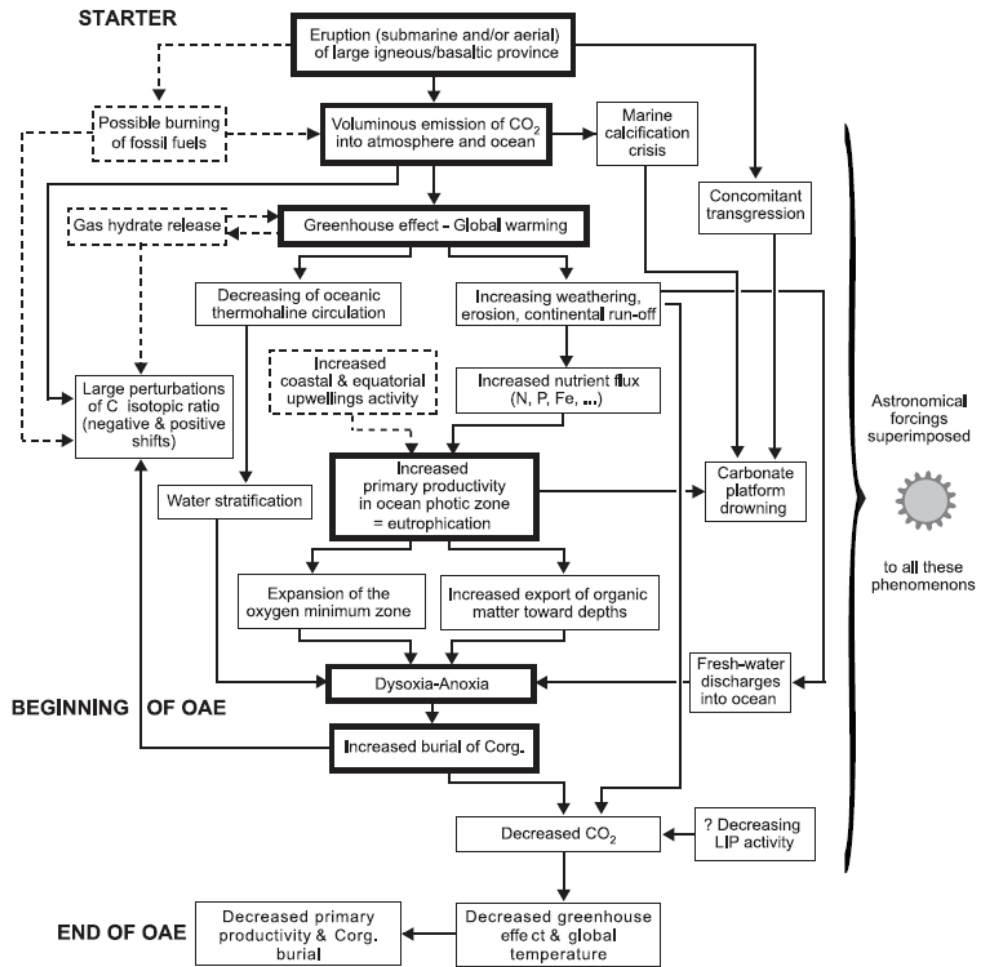 STARTER
Eruption (submarine and/or aerial)
of large igneous/basaltic province
Possible burning
of fossil fuels
Voluminous emission of CO₂
into atmosphere and ocean
Marine
calcification
crisis
Concomitant
transgression
Gas hydrate release
Greenhouse effect - Global warming
Decreasing of oceanic
thermohaline circulation
Increasing weathering,
erosion, continental run-off
Increased
coastal & equatorial
upwellings activity
Increased nutrient flux
(N, P, Fe, ...)
Large perturbations
of C isotopic ratio
(negative & positive
shifts)
Astronomical
forcings
superimposed
Increased
primary productivity
in ocean photic zone
= eutrophication
Carbonate
platform
drowning
Water stratification
to all these
phenomenons
Expansion of the
oxygen minimum zone
Increased export of organic
matter toward depths
Dysoxia-Anoxia
Fresh-water
discharges
into ocean
BEGINNING OF OAE
Increased burial of Corg.
Decreased CO₂
? Decreasing
LIP activity
END OF OAE
Decreased primary
productivity & Corg.
burial
Decreased greenhouse
effect & global
temperature